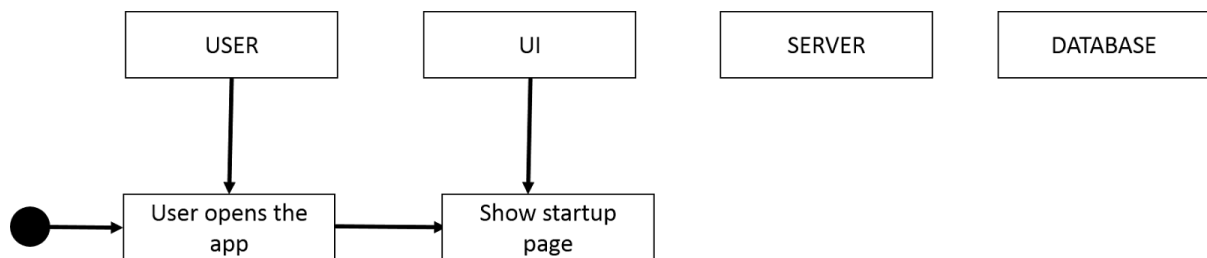 USER
UI
SERVER
DATABASE
User opens the
app
Show startup
page